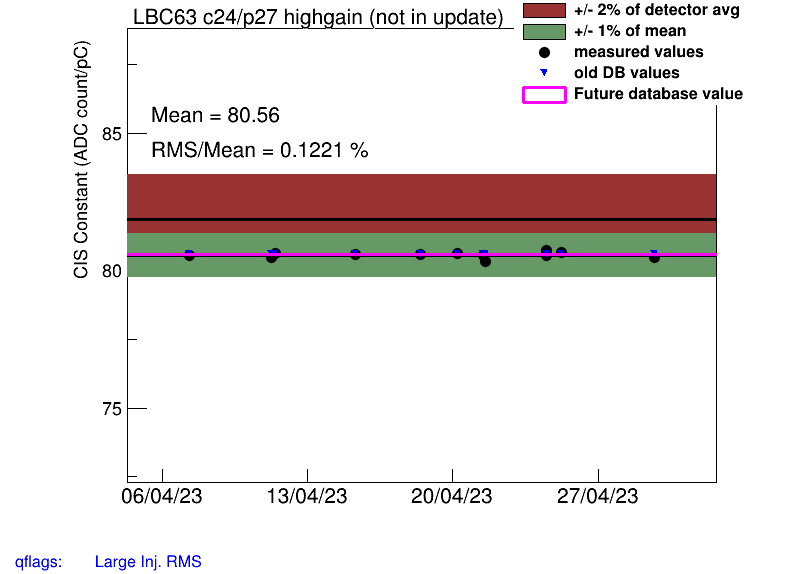 LBC63 c24/p27 highgain (not in update)
+/- 2% of detector avg
+/- 1% of mean
measured values
old DB values
Future database value
CIS Constant (ADC count/pC)
Mean = 80.56
RMS/Mean = 0.1221 %
85
80
75
06/04/23
13/04/23
20/04/23
27/04/23
qflags: Large Inj. RMS